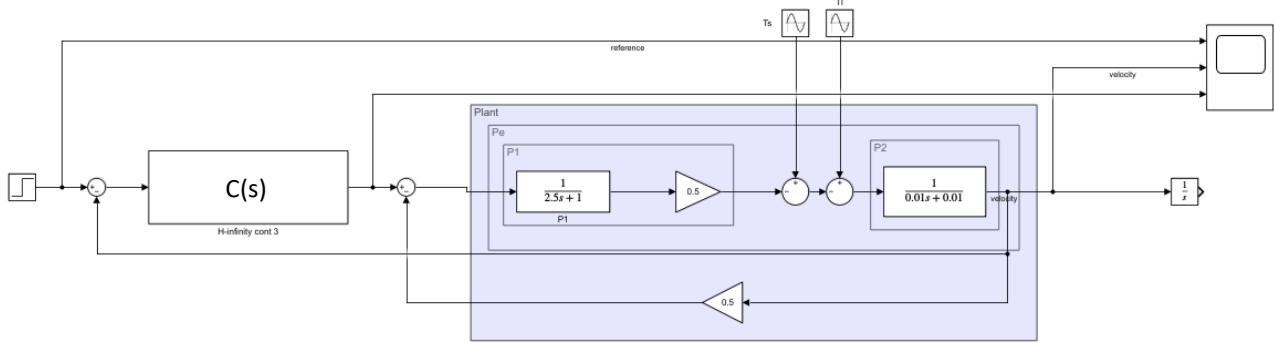 Ts
reference
velocity
Plant
Pe
P1
P2
C(s)
1
2.5s + 1
0.5
1
0.01s + 0.01
1
s
P1
velocity
H-infinity cont 3
0.5